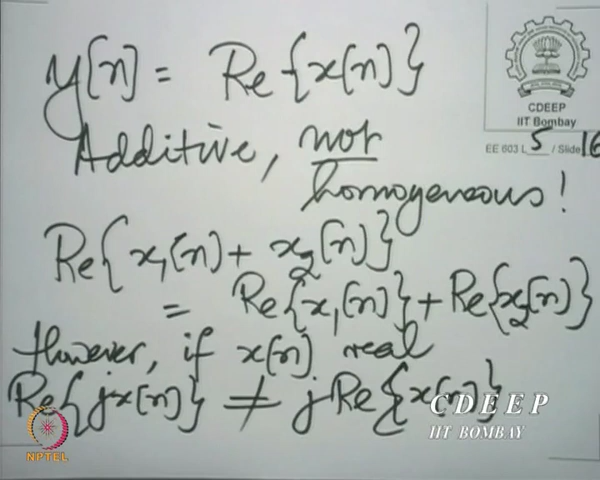 y[n] = Re{x[n]}
CDEEP
IIT Bombay
EE 603 L 5 / Slide 16
Additive, not
homogeneous!
Re{x₁[n] + x₂[n]}
= Re{x₁[n]} + Re{x₂[n]}
However, if x[n] real
Re{jx[n]} ≠ jRe{x[n]}
CDEEP
IIT BOMBAY
NPTEL